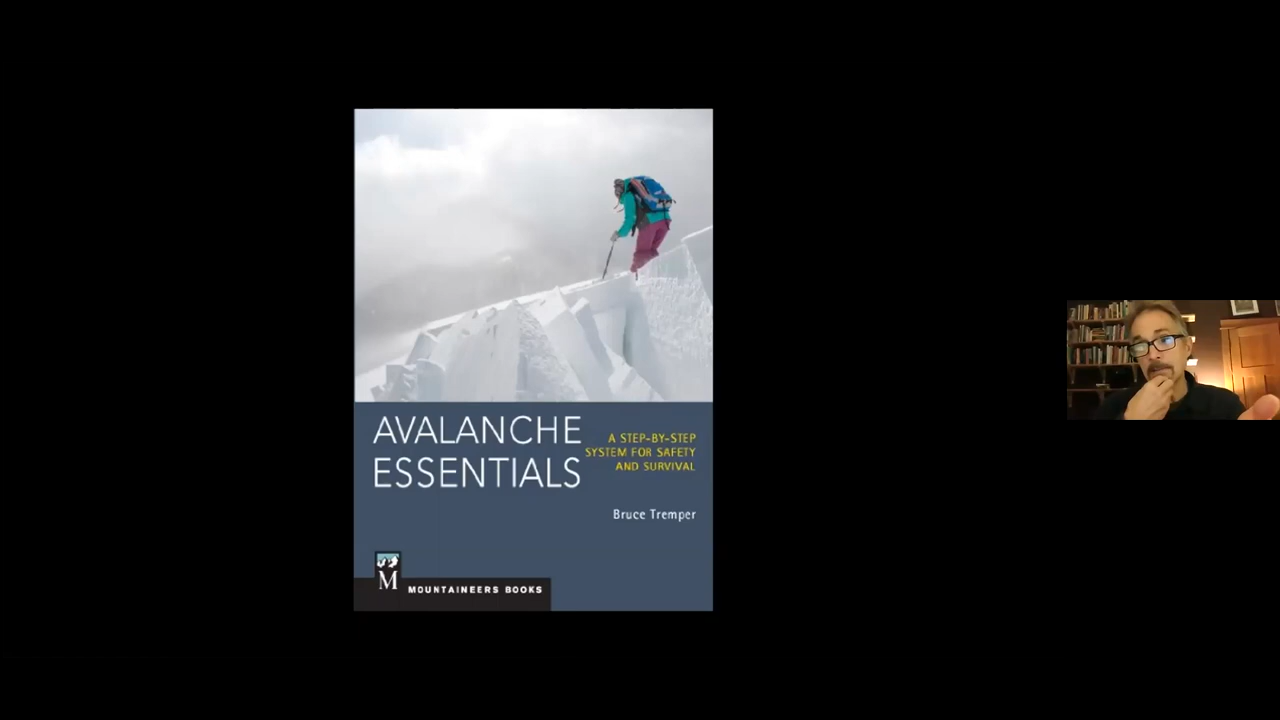 AVALANCHE
ESSENTIALS
A STEP-BY-STEP
SYSTEM FOR SAFETY
AND SURVIVAL
Bruce Tremper
M
MOUNTAINEERS BOOKS